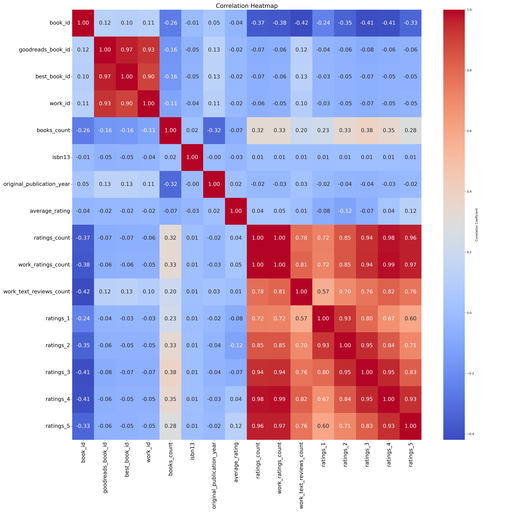 Correlation Heatmap
book_id 1.00 0.12 0.10 0.11 -0.26 -0.01 0.05 -0.04 -0.37 -0.38 -0.42 -0.24 -0.35 -0.41 -0.41 -0.33
goodreads_book_id 0.12 1.00 0.97 0.93 -0.16 -0.05 0.13 -0.02 -0.07 -0.06 0.12 -0.04 -0.06 -0.08 -0.06 -0.06
best_book_id 0.10 0.97 1.00 0.90 -0.16 -0.05 0.13 -0.02 -0.07 -0.06 0.13 -0.05 -0.06 -0.07 -0.07 -0.06
work_id 0.11 0.93 0.90 1.00 -0.11 -0.04 0.11 -0.02 -0.06 -0.05 0.10 -0.03 -0.05 -0.07 -0.05 -0.05
books_count -0.26 -0.16 -0.16 -0.11 1.00 0.02 -0.32 -0.07 0.32 0.33 0.20 0.23 0.33 0.38 0.35 0.28
isbn13 -0.01 -0.05 -0.05 -0.04 0.02 1.00 -0.00 -0.03 0.01 0.01 0.01 0.01 0.01 0.01 0.01 0.01
original_publication_year 0.05 0.13 0.13 0.11 -0.32 -0.00 1.00 0.02 -0.02 -0.03 0.03 -0.02 -0.03 -0.04 -0.03 -0.02
average_rating -0.04 -0.02 -0.02 -0.02 -0.07 -0.03 0.02 1.00 0.04 0.05 0.01 -0.08 -0.12 -0.07 0.04 0.12
ratings_count -0.37 -0.07 -0.07 -0.06 0.32 0.01 -0.02 0.04 1.00 1.00 0.78 0.72 0.85 0.94 0.98 0.96
work_ratings_count -0.38 -0.06 -0.06 -0.05 0.33 0.01 -0.03 0.05 1.00 1.00 0.81 0.72 0.85 0.94 0.99 0.97
work_text_reviews_count -0.42 0.12 0.13 0.10 0.20 0.01 0.03 0.01 0.78 0.81 1.00 0.57 0.70 0.76 0.82 0.76
ratings_1 -0.24 -0.04 -0.05 -0.03 0.23 0.01 -0.02 -0.08 0.72 0.72 0.57 1.00 0.93 0.80 0.67 0.60
ratings_2 -0.35 -0.06 -0.06 -0.05 0.33 0.01 -0.03 -0.12 0.85 0.85 0.70 0.93 1.00 0.95 0.84 0.71
ratings_3 -0.41 -0.08 -0.07 -0.07 0.38 0.01 -0.04 -0.07 0.94 0.94 0.76 0.80 0.95 1.00 0.95 0.83
ratings_4 -0.41 -0.06 -0.07 -0.05 0.35 0.01 -0.03 0.04 0.98 0.99 0.82 0.67 0.84 0.95 1.00 0.93
ratings_5 -0.33 -0.06 -0.06 -0.05 0.28 0.01 -0.02 0.12 0.96 0.97 0.76 0.60 0.71 0.83 0.93 1.00
book_id goodreads_book_id best_book_id work_id books_count isbn13 original_publication_year average_rating ratings_count work_ratings_count work_text_reviews_count ratings_1 ratings_2 ratings_3 ratings_4 ratings_5
Correlation Coefficient